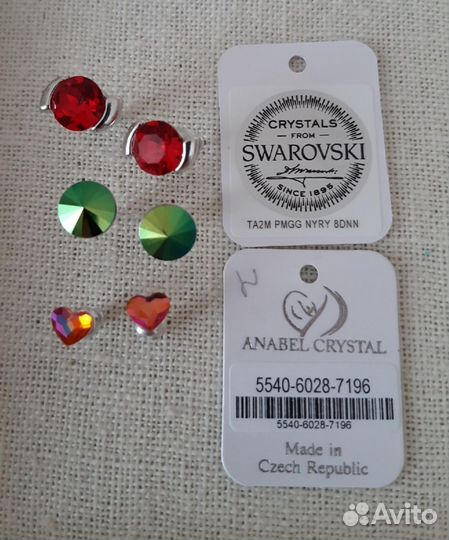 CRYSTALS
FROM
SWAROVSKI
SINCE 1895
TA2M PMGG NYRY 8DNN
ANABEL CRYSTAL
5540-6028-7196
5540-6028-7196
Made in
Czech Republic
Avito